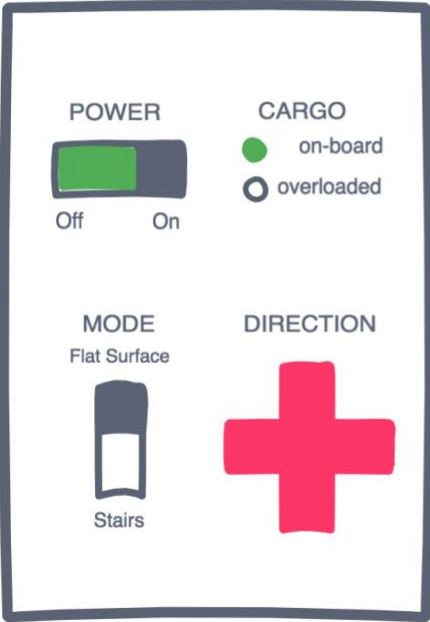 POWER
Off On
CARGO
on-board
overloaded
MODE
Flat Surface
Stairs
DIRECTION